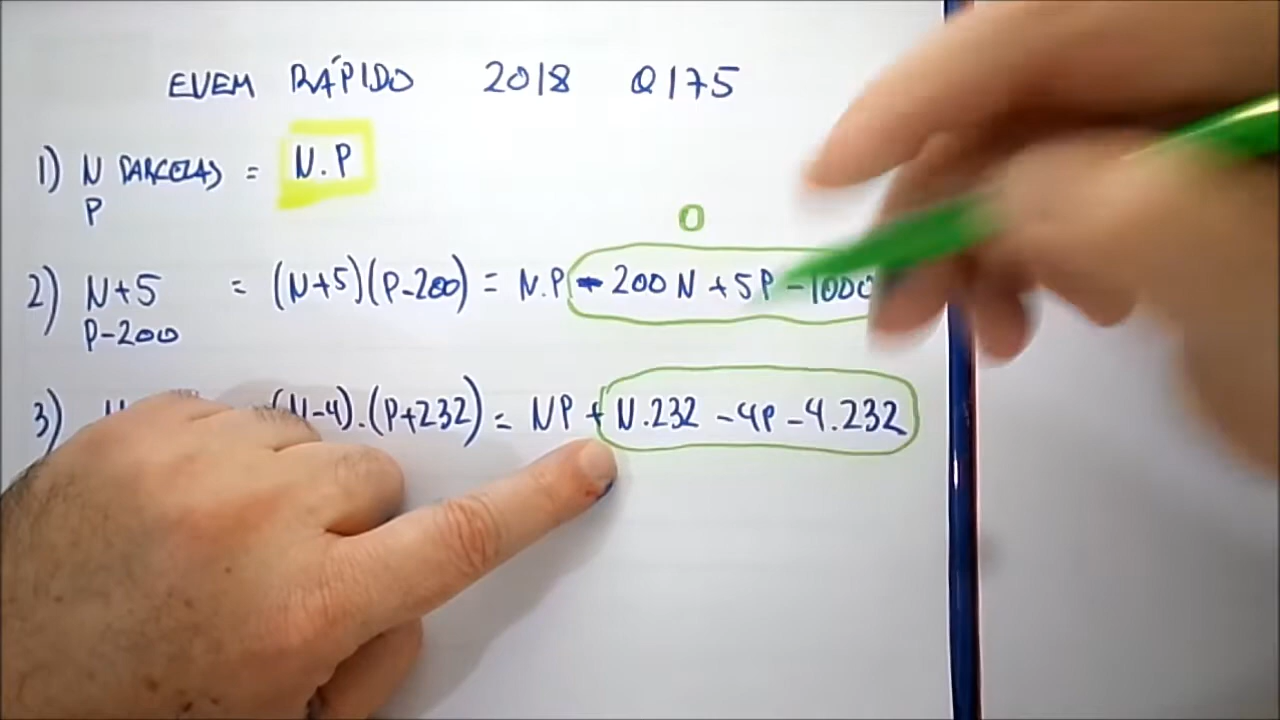 ENEM RÁPIDO 2018 Q175
1) N PARCELAS = N.P
P
0
2) N+5 = (N+5)(P-200) = N.P - 200N + 5P - 1000
P-200
3) (N-4).(P+232) = NP + N.232 - 4P - 4.232